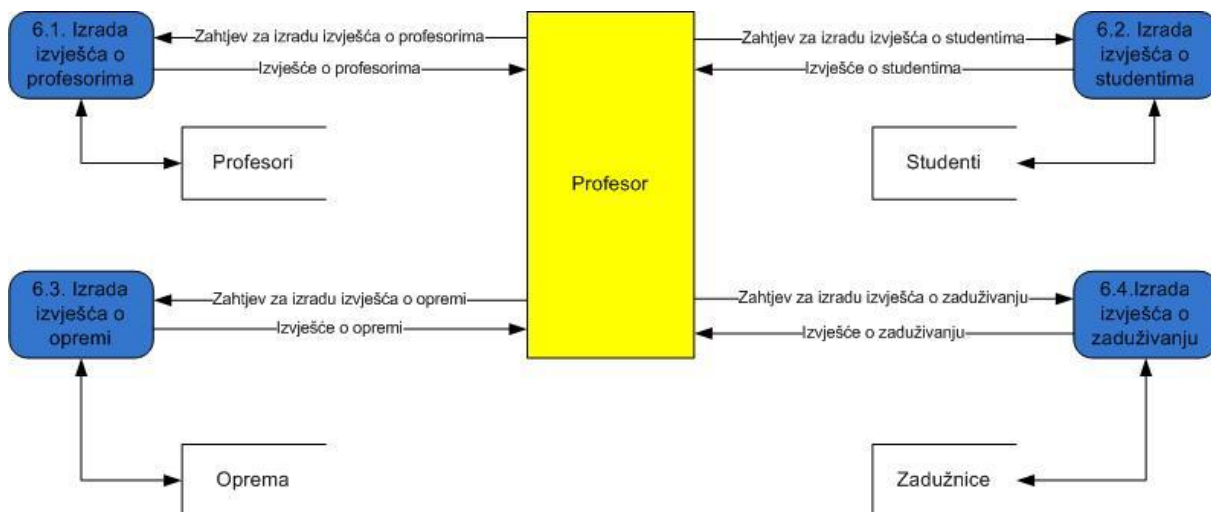 6.1. Izrada
izvješća o
profesorima
Zahtjev za izradu izvješća o profesorima
Izvješće o profesorima
Zahtjev za izradu izvješća o studentima
Izvješće o studentima
6.2. Izrada
izvješća o
studentima
Profesori
Profesor
Studenti
6.3. Izrada
izvješća o
opremi
Zahtjev za izradu izvješća o opremi
Izvješće o opremi
Zahtjev za izradu izvješća o zaduživanju
Izvješće o zaduživanju
6.4.Izrada
izvješća o
zaduživanju
Oprema
Zadužnice